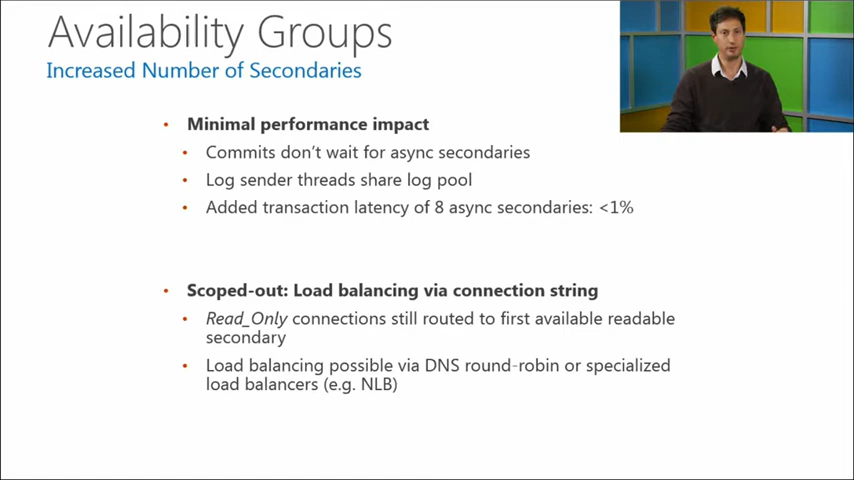 Availability Groups
Increased Number of Secondaries
• Minimal performance impact
• Commits don't wait for async secondaries
• Log sender threads share log pool
• Added transaction latency of 8 async secondaries: <1%
• Scoped-out: Load balancing via connection string
• Read_Only connections still routed to first available readable
secondary
• Load balancing possible via DNS round-robin or specialized
load balancers (e.g. NLB)